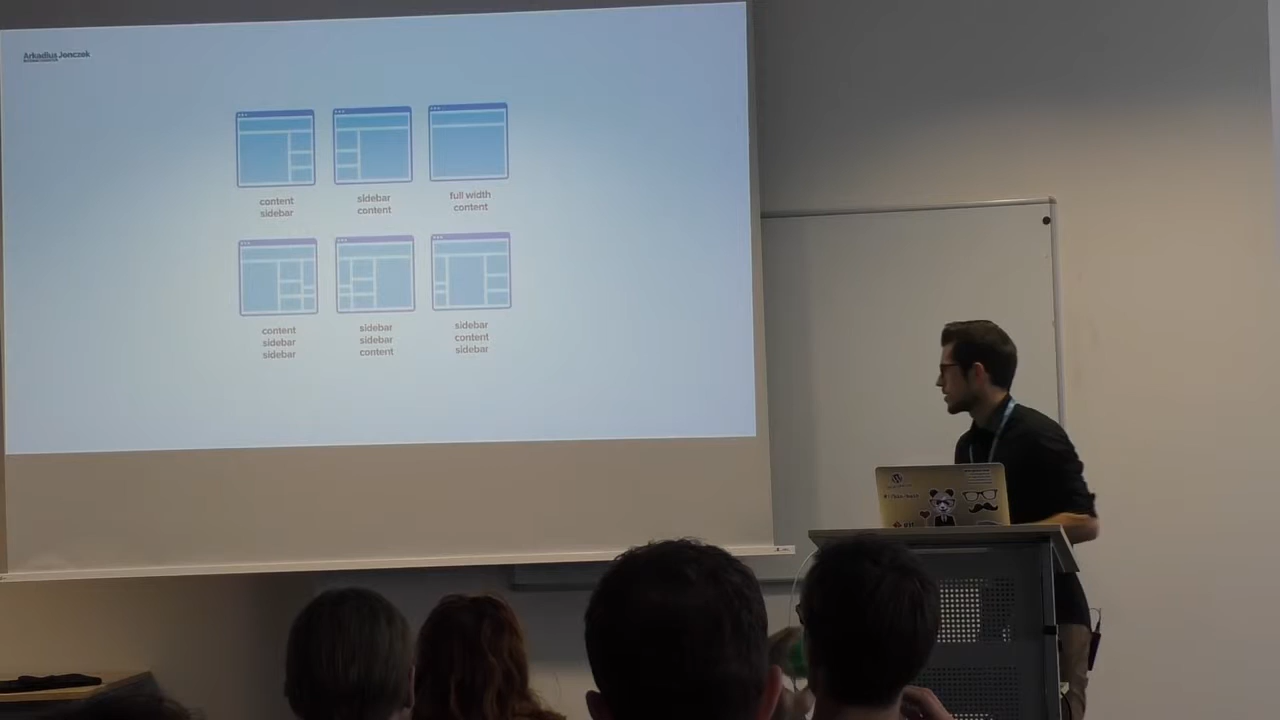 Arkadius Jonczek
content
sidebar
sidebar
content
full width
content
content
sidebar
sidebar
sidebar
sidebar
content
sidebar
content
sidebar